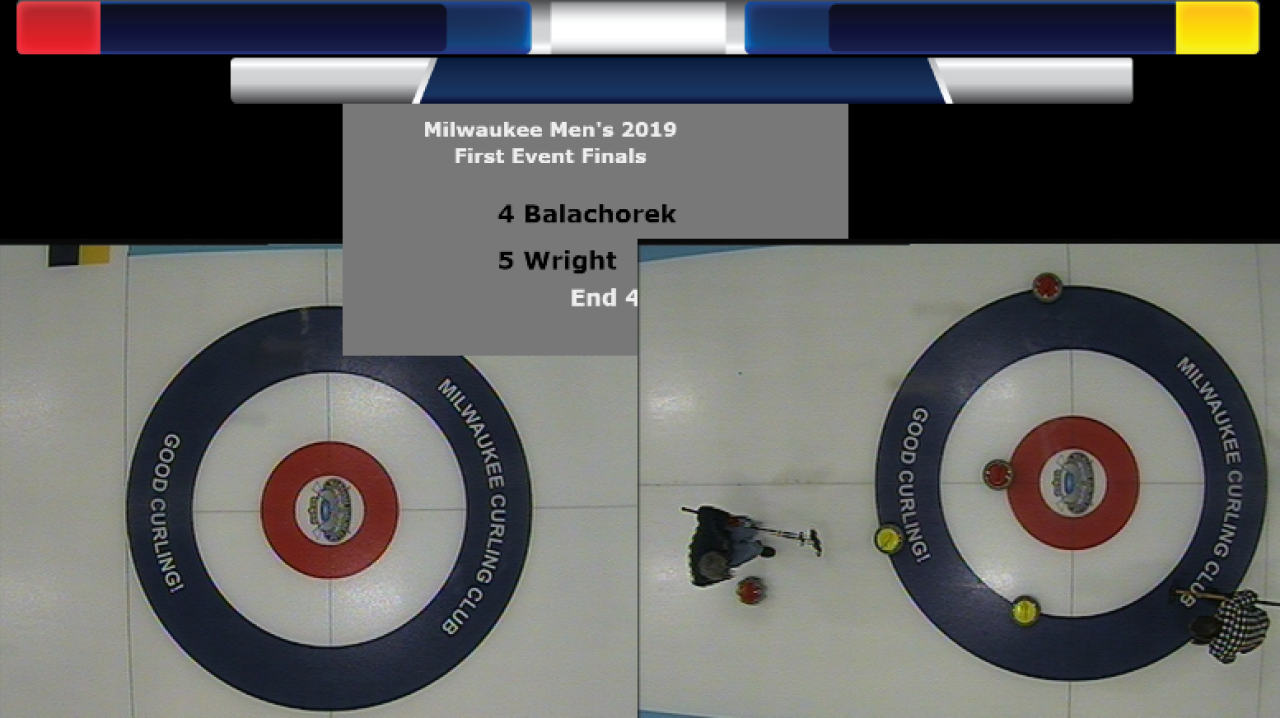 Milwaukee Men's 2019
First Event Finals
4 Balachorek
5 Wright
End 4
GOOD CURLING!
MILWAUKEE CURLING CLUB
GOOD CURLING!
MILWAUKEE CURLING CLUB